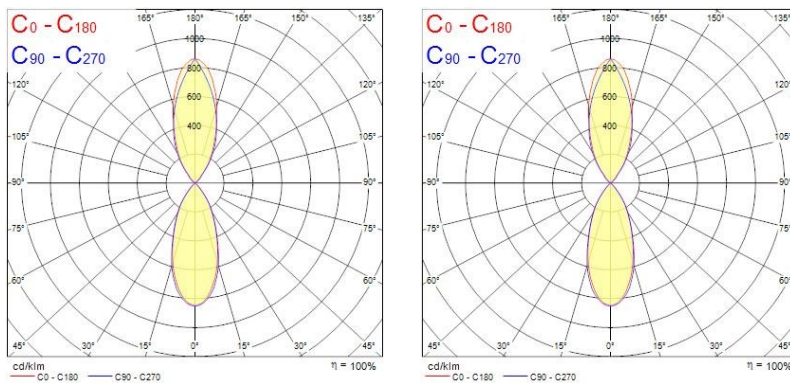 C0 - C180
C90 - C270
165° 180° 165°
150° 150°
135°
1000
800
120° 120°
600
105° 400 105°
90° 90°
75° 75°
60° 60°
45° 30° 15° 0° 15° 30° 45°
cd/klm η = 100%
C0 - C180 C90 - C270
C0 - C180
C90 - C270
165° 180° 165°
150° 150°
135°
1000
800
120° 120°
600
105° 400 105°
90° 90°
75° 75°
60° 60°
45° 30° 15° 0° 15° 30° 45°
cd/klm η = 100%
C0 - C180 C90 - C270